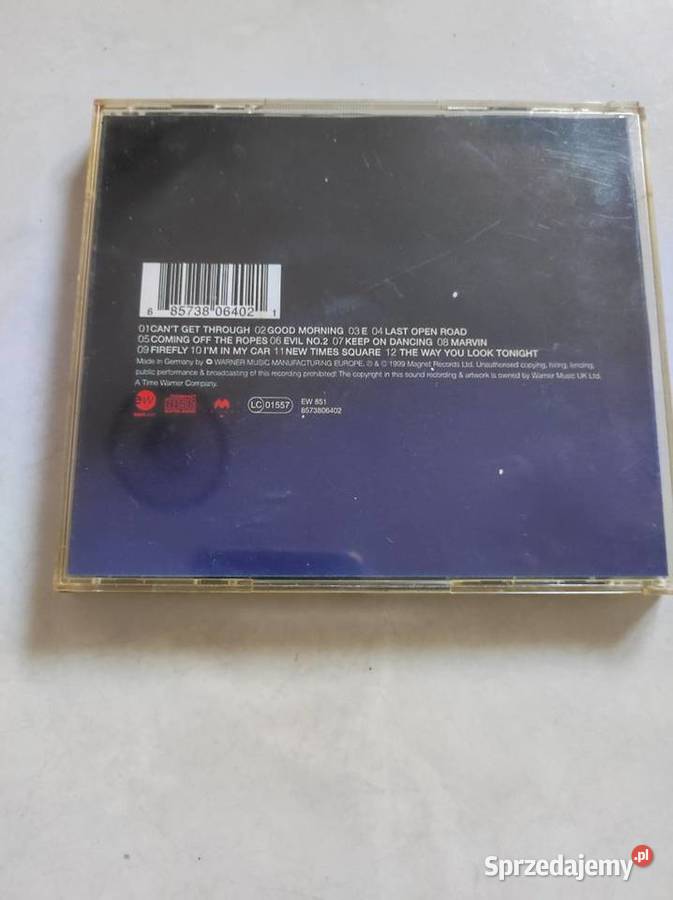 6 85738 06402 1
01 CAN'T GET THROUGH 02 GOOD MORNING 03 E 04 LAST OPEN ROAD
05 COMING OFF THE ROPES 06 EVIL NO.2 07 KEEP ON DANCING 08 MARVIN
09 FIREFLY 10 I'M IN MY CAR 11 NEW TIMES SQUARE 12 THE WAY YOU LOOK TONIGHT
Made in Germany by WARNER MUSIC MANUFACTURING EUROPE. ℗ & © 1999 Magnet Records Ltd. Unauthorised copying, hiring, lending,
public performance & broadcasting of this recording prohibited! The copyright in this sound recording & artwork is owned by Warner Music UK Ltd.
A Time Warner Company.
ew
LC 01557
EW 851
8573806402
Sprzedajemy.pl